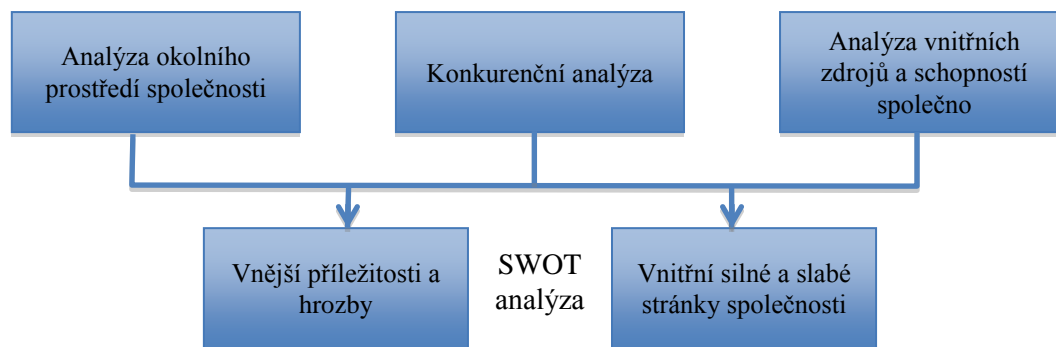 Analýza okolního
prostředí společnosti
Konkurenční analýza
Analýza vnitřních
zdrojů a schopností
společno
Vnější příležitosti a
hrozby
SWOT
analýza
Vnitřní silné a slabé
stránky společnosti